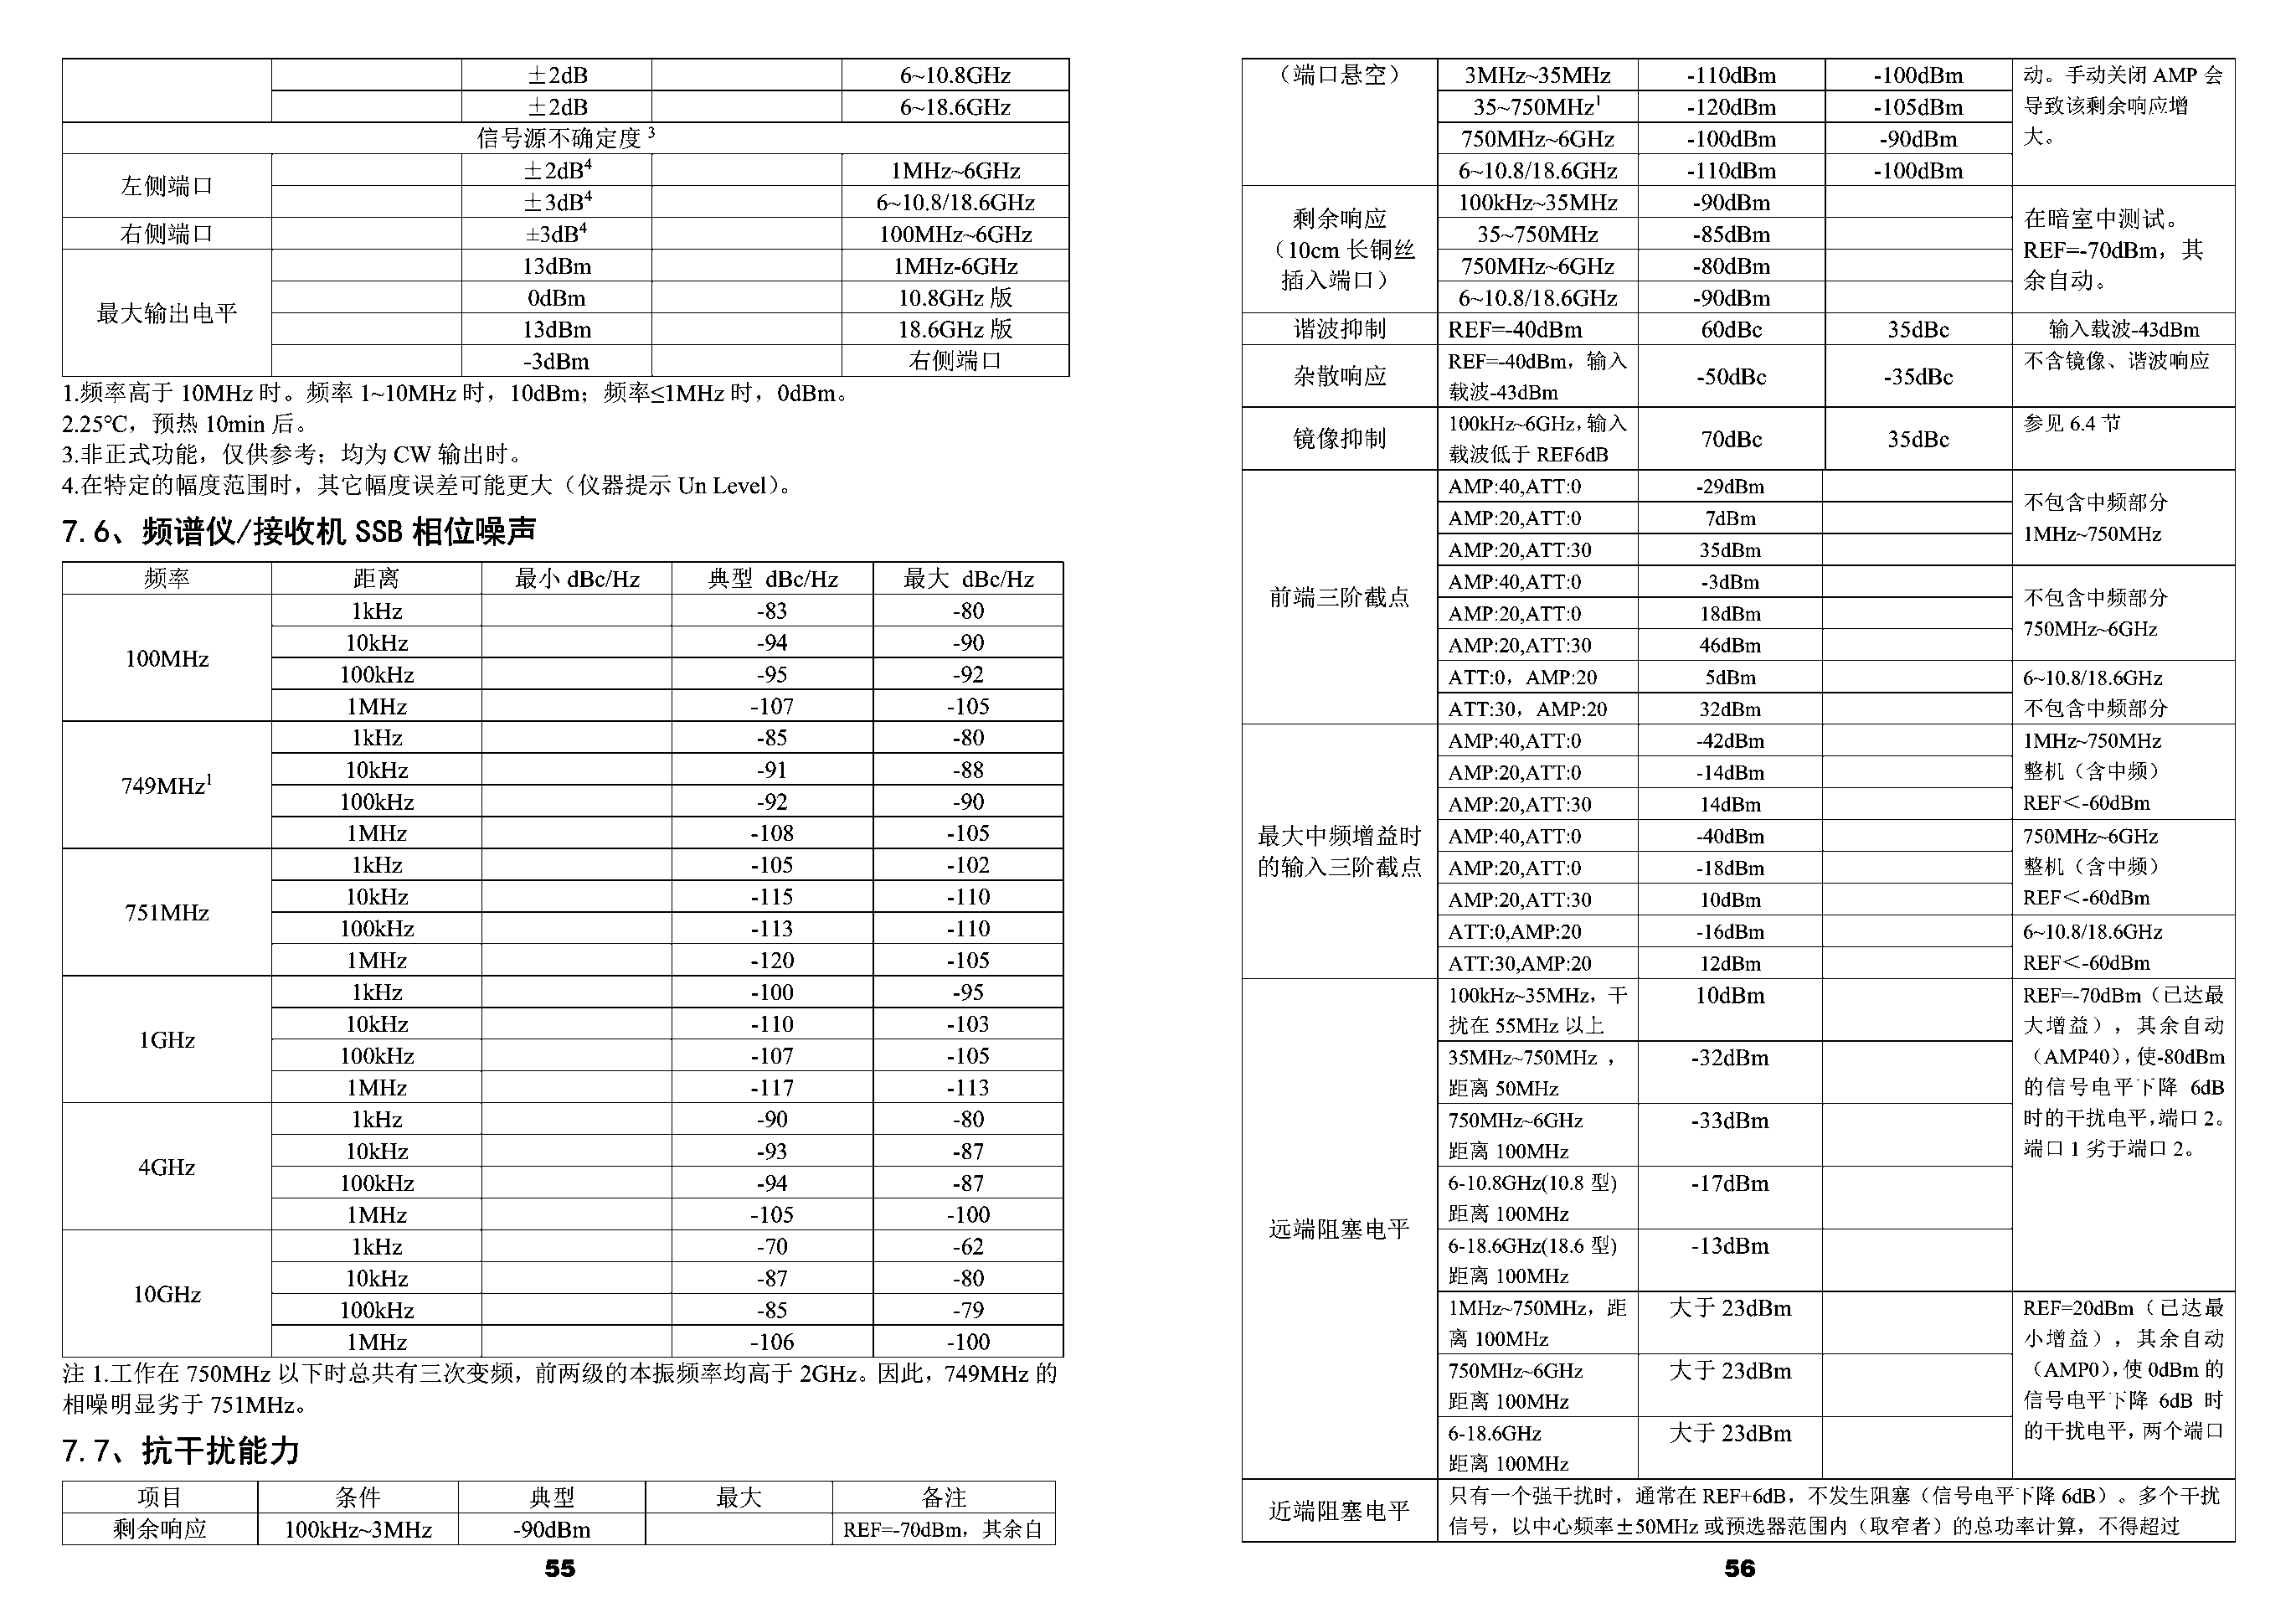 ±2dB 6~10.8GHz
±2dB 6~18.6GHz
信号源不确定度 3
左侧端口 ±2dB4 1MHz~6GHz
±3dB4 6~10.8/18.6GHz
右侧端口 ±3dB4 100MHz~6GHz
最大输出电平 13dBm 1MHz-6GHz
0dBm 10.8GHz 版
13dBm 18.6GHz 版
-3dBm 右侧端口
1.频率高于 10MHz 时。频率 1~10MHz 时，10dBm；频率≤1MHz 时，0dBm。
2.25℃，预热 10min 后。
3.非正式功能，仅供参考；均为 CW 输出时。
4.在特定的幅度范围时，其它幅度误差可能更大（仪器提示 Un Level）。
7.6、频谱仪/接收机 SSB 相位噪声
频率 距离 最小 dBc/Hz 典型 dBc/Hz 最大 dBc/Hz
100MHz 1kHz -83 -80
10kHz -94 -90
100kHz -95 -92
1MHz -107 -105
749MHz1 1kHz -85 -80
10kHz -91 -88
100kHz -92 -90
1MHz -108 -105
751MHz 1kHz -105 -102
10kHz -115 -110
100kHz -113 -110
1MHz -120 -105
1GHz 1kHz -100 -95
10kHz -110 -103
100kHz -107 -105
1MHz -117 -113
4GHz 1kHz -90 -80
10kHz -93 -87
100kHz -94 -87
1MHz -105 -100
10GHz 1kHz -70 -62
10kHz -87 -80
100kHz -85 -79
1MHz -106 -100
注 1.工作在 750MHz 以下时总共有三次变频，前两级的本振频率均高于 2GHz。因此，749MHz 的
相噪明显劣于 751MHz。
7.7、抗干扰能力
项目 条件 典型 最大 备注
剩余响应 100kHz~3MHz -90dBm REF=-70dBm，其余自
55
（端口悬空） 3MHz~35MHz -110dBm -100dBm 动。手动关闭 AMP 会
35~750MHz1 -120dBm -105dBm 导致该剩余响应增
750MHz~6GHz -100dBm -90dBm 大。
6~10.8/18.6GHz -110dBm -100dBm
剩余响应
（10cm 长铜丝
插入端口）
100kHz~35MHz -90dBm
35~750MHz -85dBm
750MHz~6GHz -80dBm
6~10.8/18.6GHz -90dBm
在暗室中测试。
REF=-70dBm，其
余自动。
谐波抑制 REF=-40dBm 60dBc 35dBc 输入载波-43dBm
杂散响应 REF=-40dBm，输入
载波-43dBm
-50dBc -35dBc 不含镜像、谐波响应
镜像抑制 100kHz~6GHz，输入
载波低于 REF6dB
70dBc 35dBc 参见 6.4 节
前端三阶截点
AMP:40,ATT:0 -29dBm
AMP:20,ATT:0 7dBm
AMP:20,ATT:30 35dBm
不包含中频部分
1MHz~750MHz
AMP:40,ATT:0 -3dBm
AMP:20,ATT:0 18dBm
AMP:20,ATT:30 46dBm
不包含中频部分
750MHz~6GHz
ATT:0，AMP:20 5dBm 6~10.8/18.6GHz
ATT:30，AMP:20 32dBm 不包含中频部分
最大中频增益时
的输入三阶截点
AMP:40,ATT:0 -42dBm 1MHz~750MHz
AMP:20,ATT:0 -14dBm 整机（含中频）
AMP:20,ATT:30 14dBm REF＜-60dBm
AMP:40,ATT:0 -40dBm 750MHz~6GHz
AMP:20,ATT:0 -18dBm 整机（含中频）
AMP:20,ATT:30 10dBm REF＜-60dBm
ATT:0,AMP:20 -16dBm 6~10.8/18.6GHz
ATT:30,AMP:20 12dBm REF＜-60dBm
远端阻塞电平
100kHz~35MHz，干
扰在 55MHz 以上
10dBm
35MHz~750MHz ，
距离 50MHz
-32dBm
750MHz~6GHz
距离 100MHz
-33dBm
6-10.8GHz(10.8 型)
距离 100MHz
-17dBm
6-18.6GHz(18.6 型)
距离 100MHz
-13dBm
REF=-70dBm（已达最
大增益），其余自动
（AMP40），使-80dBm
的信号电平下降 6dB
时的干扰电平，端口 2。
端口 1 劣于端口 2。
1MHz~750MHz，距
离 100MHz
大于 23dBm
750MHz~6GHz
距离 100MHz
大于 23dBm
6-18.6GHz
距离 100MHz
大于 23dBm
REF=20dBm（已达最
小增益），其余自动
（AMP0），使 0dBm 的
信号电平下降 6dB 时
的干扰电平，两个端口
近端阻塞电平
只有一个强干扰时，通常在 REF+6dB，不发生阻塞（信号电平下降 6dB）。多个干扰
信号，以中心频率±50MHz 或预选器范围内（取窄者）的总功率计算，不得超过
56